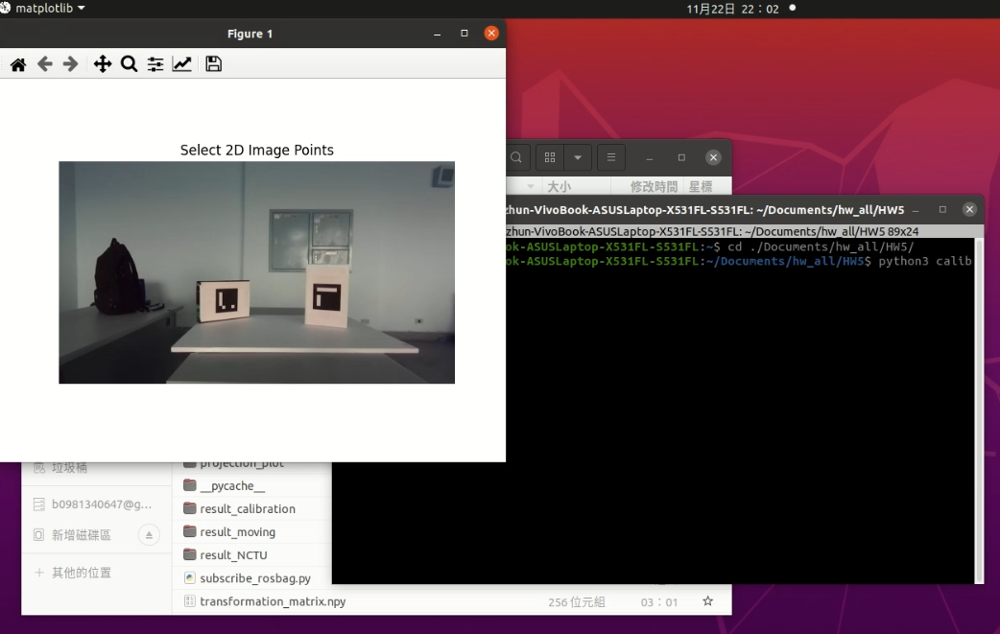 matplotlib
11月22日 22：02
Figure 1
Select 2D Image Points
大小
修改時間
星標
zhun-VivoBook-ASUSLaptop-X531FL-S531FL: ~/Documents/hw_all/HW5
zhun-VivoBook-ASUSLaptop-X531FL-S531FL: ~/Documents/hw_all/HW5 89x24
ok-ASUSLaptop-X531FL-S531FL:~$ cd ./Documents/hw_all/HW5/
ok-ASUSLaptop-X531FL-S531FL:~/Documents/hw_all/HW5$ python3 calib
垃圾桶
b0981340647@g...
新增磁碟區
其他的位置
projection_plot
__pycache__
result_calibration
result_moving
result_NCTU
subscribe_rosbag.py
transformation_matrix.npy
256 位元組
03：01